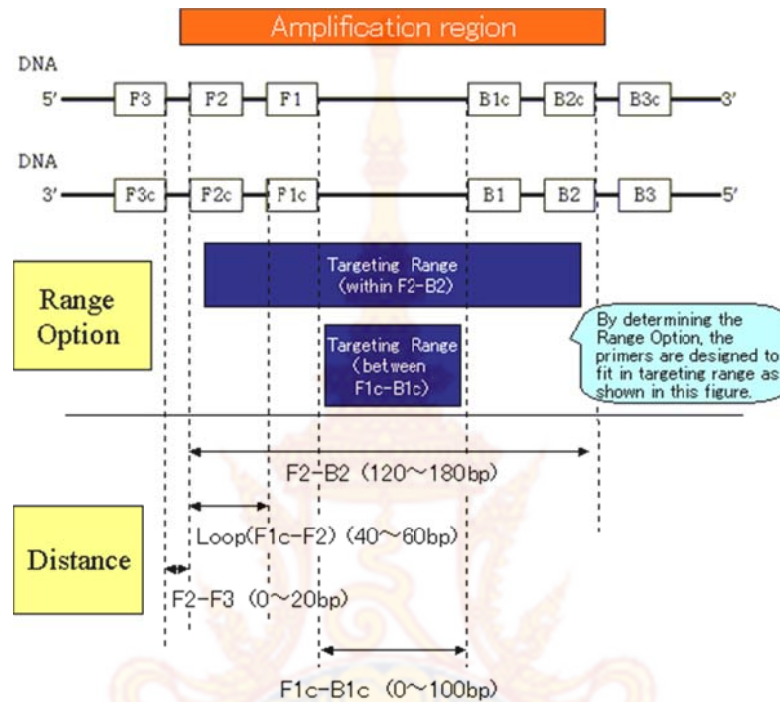 Amplification region
DNA
5′ F3 F2 F1 B1c B2c B3c 3′
DNA
3′ F3c F2c F1c B1 B2 B3 5′
Range
Option
Targeting Range
(within F2-B2)
Targeting Range
(between
F1c-B1c)
By determining the
Range Option, the
primers are designed to
fit in targeting range as
shown in this figure.
F2-B2 (120~180bp)
Distance
Loop(F1c-F2) (40~60bp)
F2-F3 (0~20bp)
F1c-B1c (0~100bp)